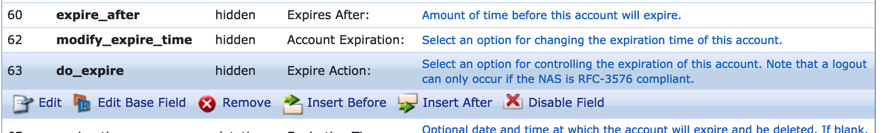 60 expire_after hidden Expires After: Amount of time before this account will expire.
62 modify_expire_time hidden Account Expiration: Select an option for changing the expiration time of this account.
63 do_expire hidden Expire Action: Select an option for controlling the expiration of this account. Note that a logout
can only occur if the NAS is RFC-3576 compliant.
Edit Edit Base Field Remove Insert Before Insert After Disable Field
Optional date and time at which the account will expire and be deleted. If blank,